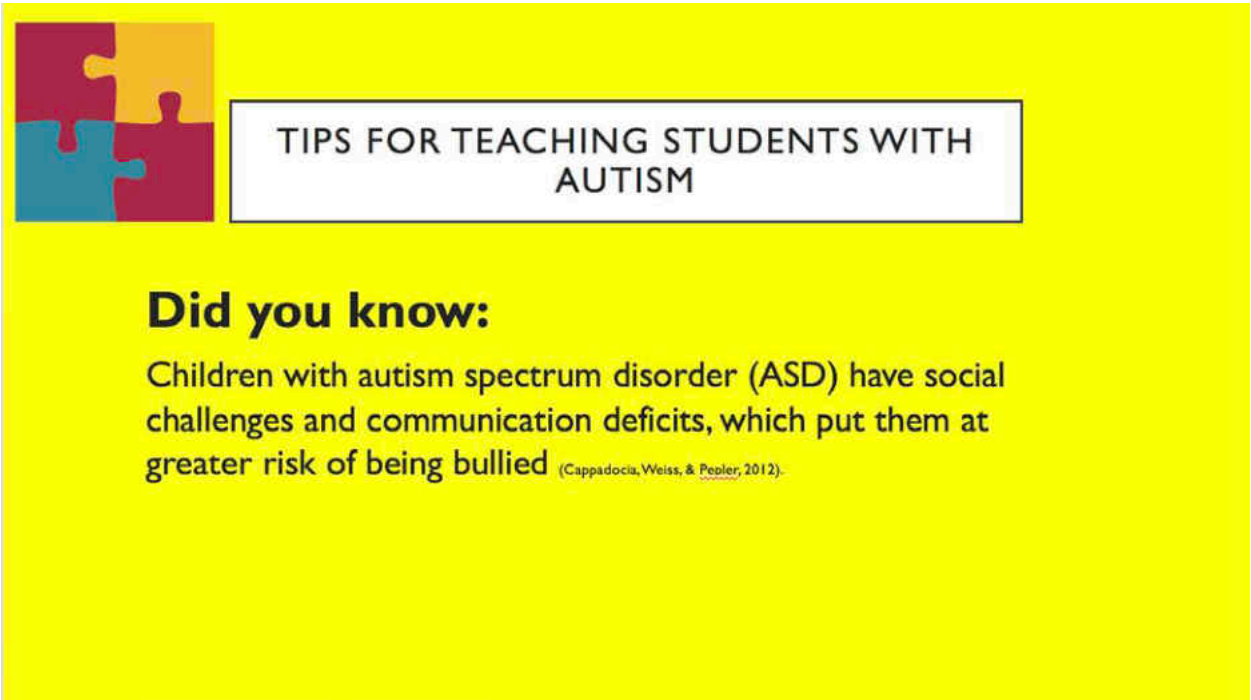 TIPS FOR TEACHING STUDENTS WITH
AUTISM
Did you know:
Children with autism spectrum disorder (ASD) have social
challenges and communication deficits, which put them at
greater risk of being bullied (Cappadocia, Weiss, & Pepler, 2012).